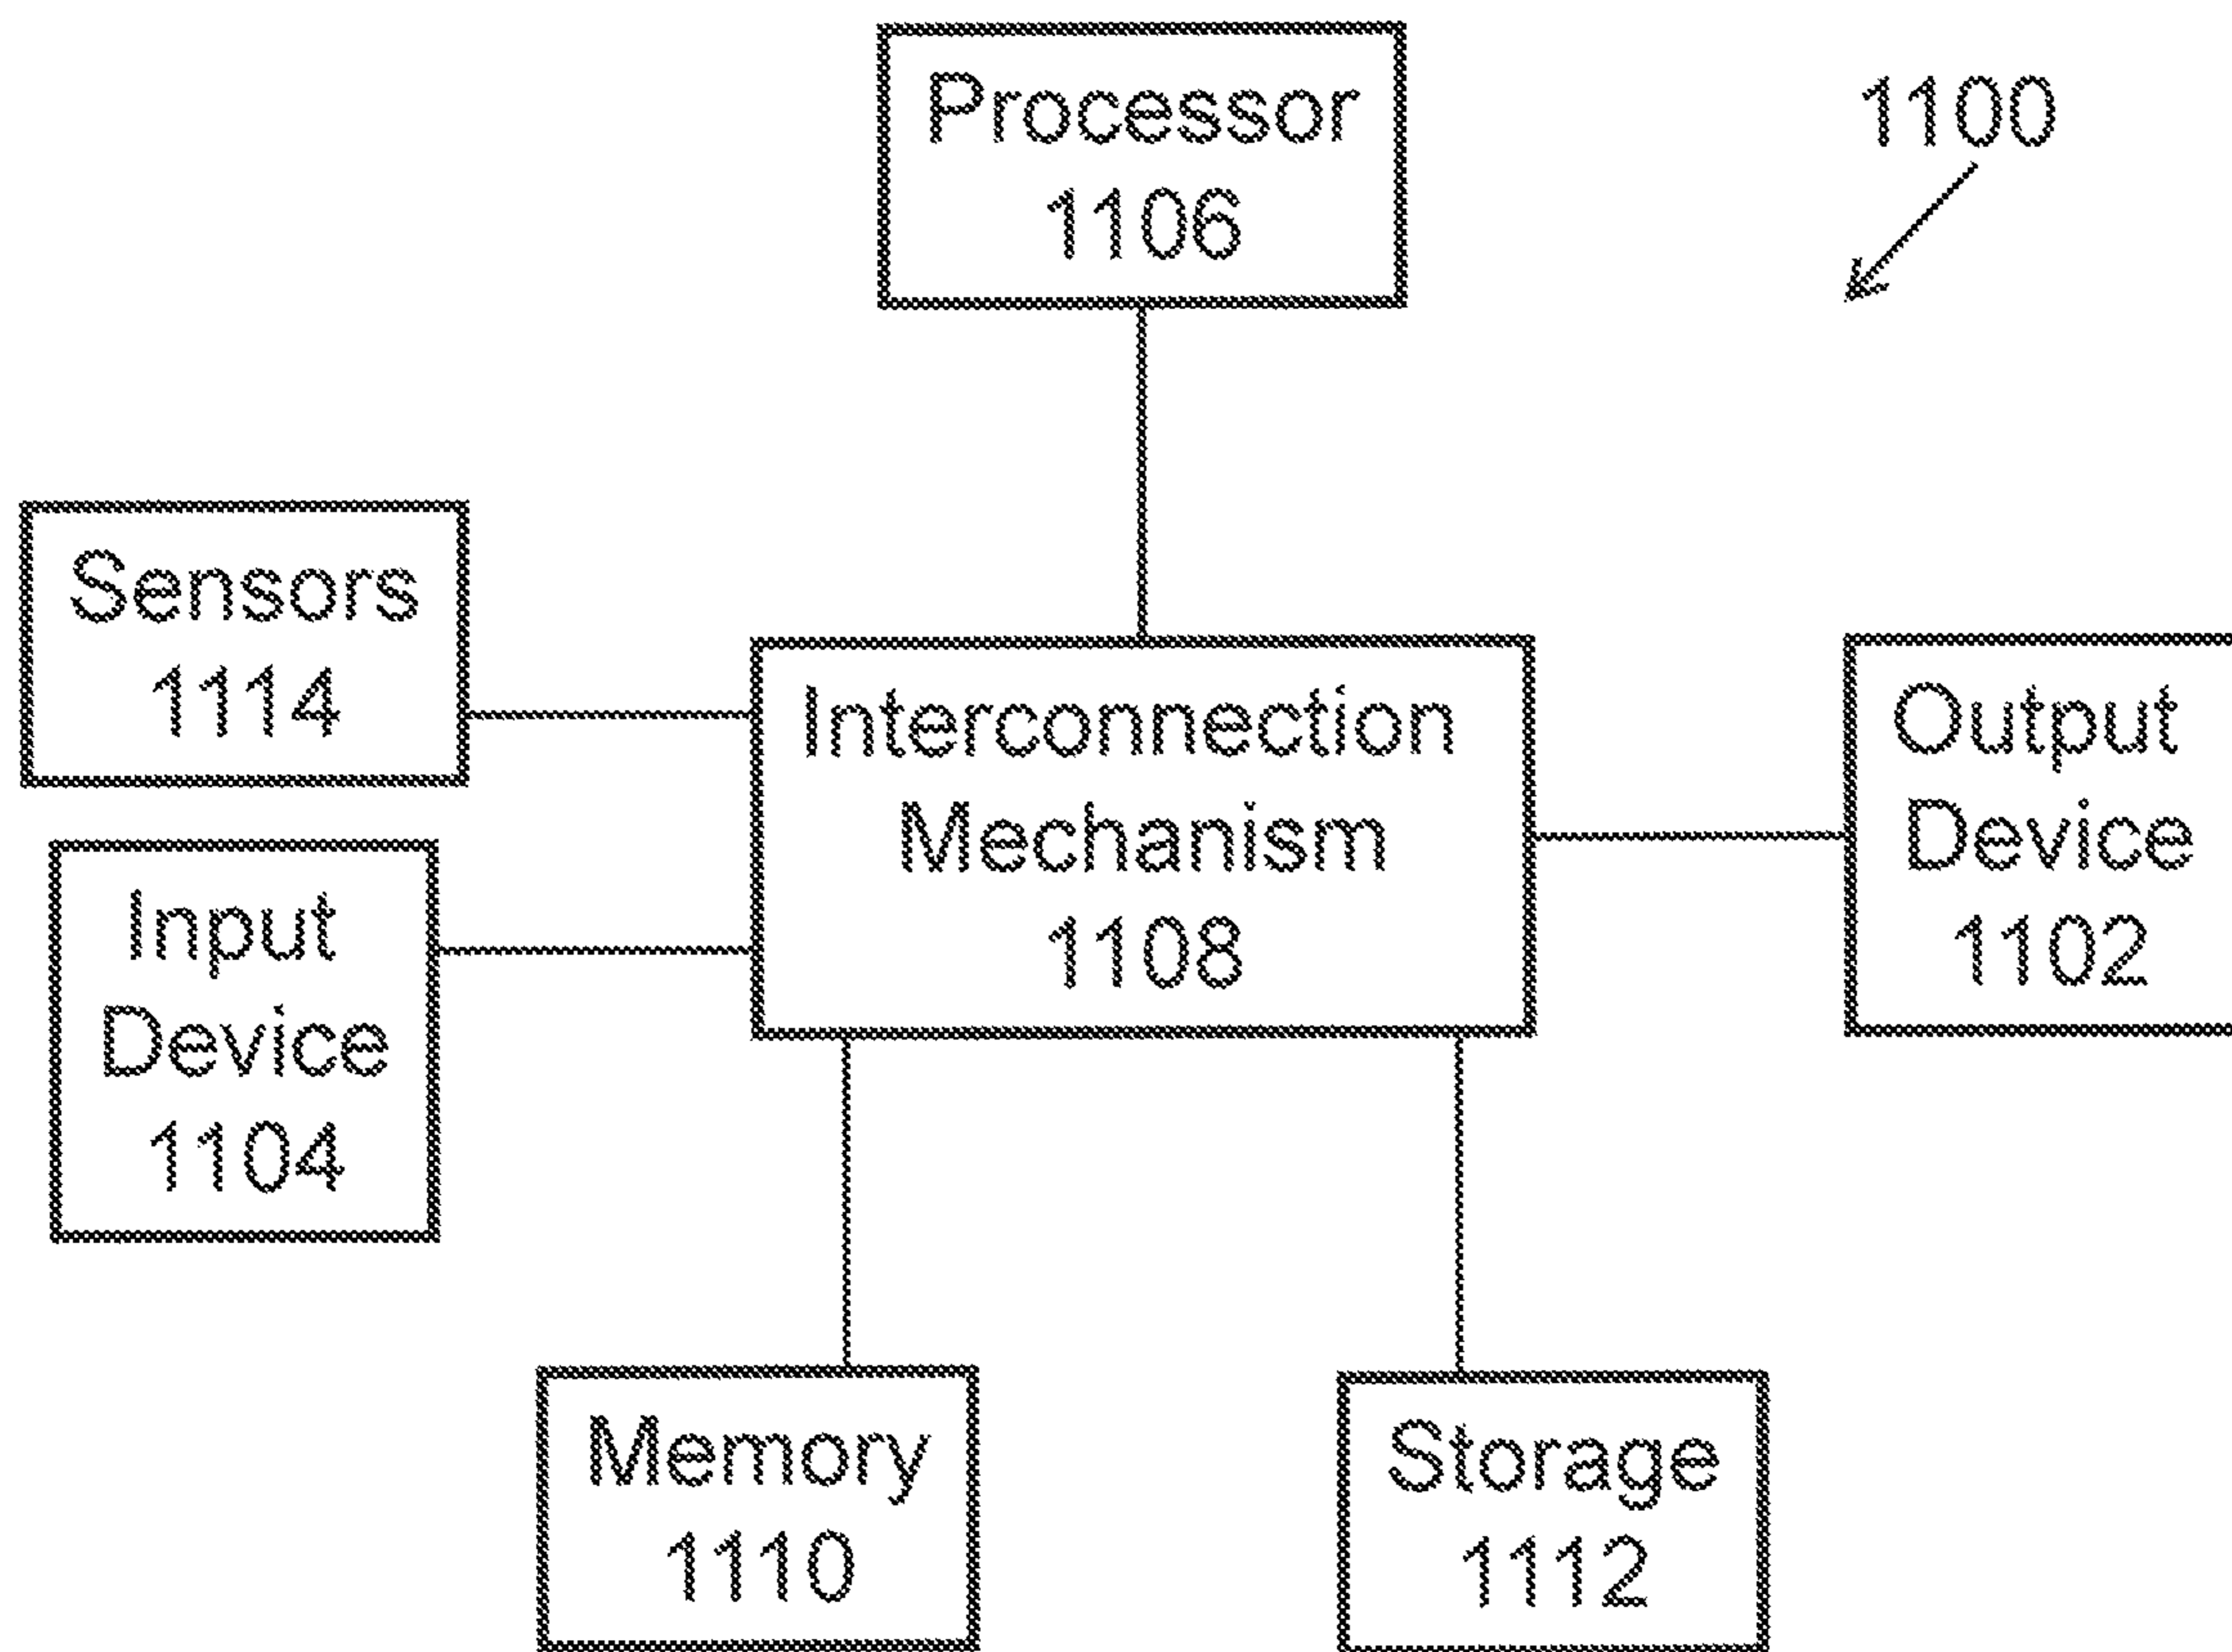 Processor
1106
1100
Sensors
1114
Interconnection
Mechanism
1108
Output
Device
1102
Input
Device
1104
Memory
1110
Storage
1112